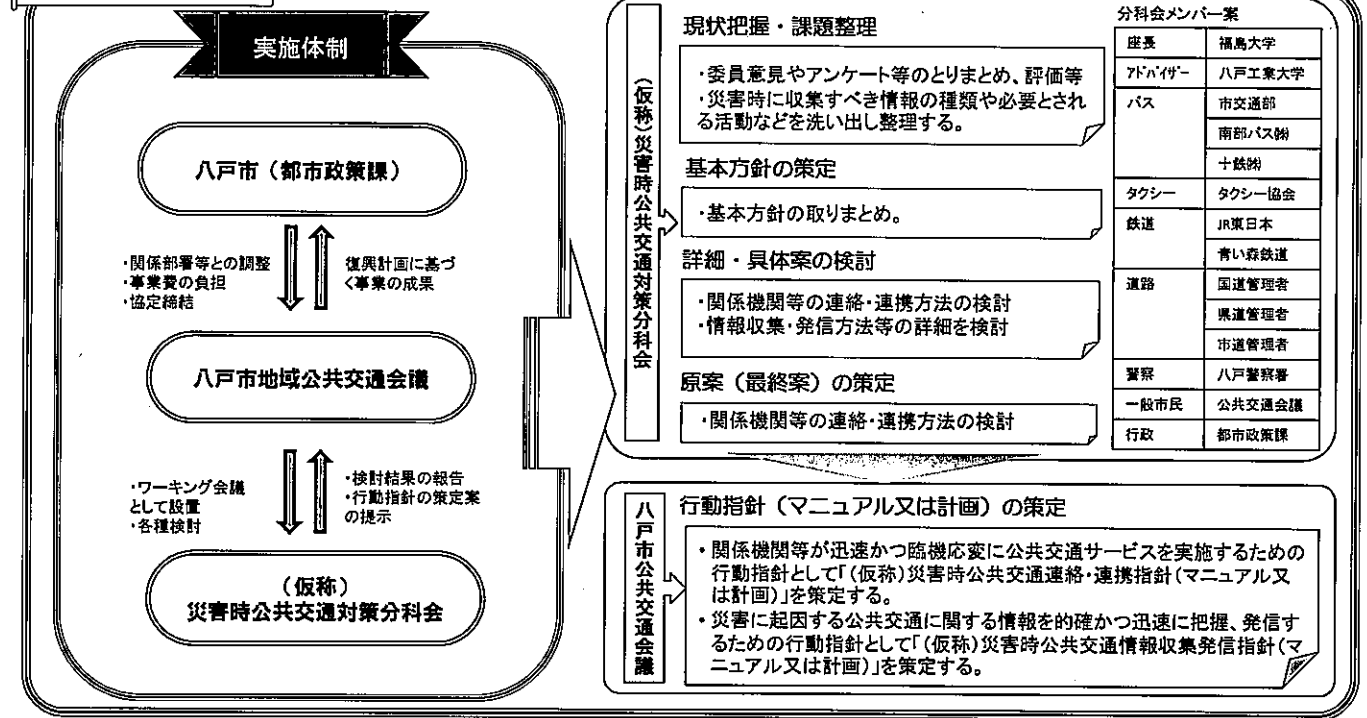 実施体制
八戸市(都市政策課)
・関係部署等との調整
・事業費の負担
・協定締結
復興計画に基づ
く事業の成果
八戸市地域公共交通会議
・ワーキング会議
として設置
・各種検討
・検討結果の報告
・行動指針の策定案
の提示
(仮称)
災害時公共交通対策分科会
(仮称)災害時公共交通対策分科会
現状把握・課題整理
・委員意見やアンケート等のとりまとめ、評価等
・災害時に収集すべき情報の種類や必要とされ
る活動などを洗い出し整理する。
基本方針の策定
・基本方針の取りまとめ。
詳細・具体案の検討
・関係機関等の連絡・連携方法の検討
・情報収集・発信方法等の詳細を検討
原案(最終案)の策定
・関係機関等の連絡・連携方法の検討
分科会メンバー案
座長 福島大学
アドバイザー 八戸工業大学
バス 市交通部
南部バス㈱
十鉄㈱
タクシー タクシー協会
鉄道 JR東日本
青い森鉄道
道路 国道管理者
県道管理者
市道管理者
警察 八戸警察署
一般市民 公共交通会議
行政 都市政策課
八戸市公共交通会議
行動指針(マニュアル又は計画)の策定
・関係機関等が迅速かつ臨機応変に公共交通サービスを実施するための
行動指針として「(仮称)災害時公共交通連絡・連携指針(マニュアル又
は計画)」を策定する。
・災害に起因する公共交通に関する情報を的確かつ迅速に把握、発信す
るための行動指針として「(仮称)災害時公共交通情報収集発信指針(マ
ニュアル又は計画)」を策定する。